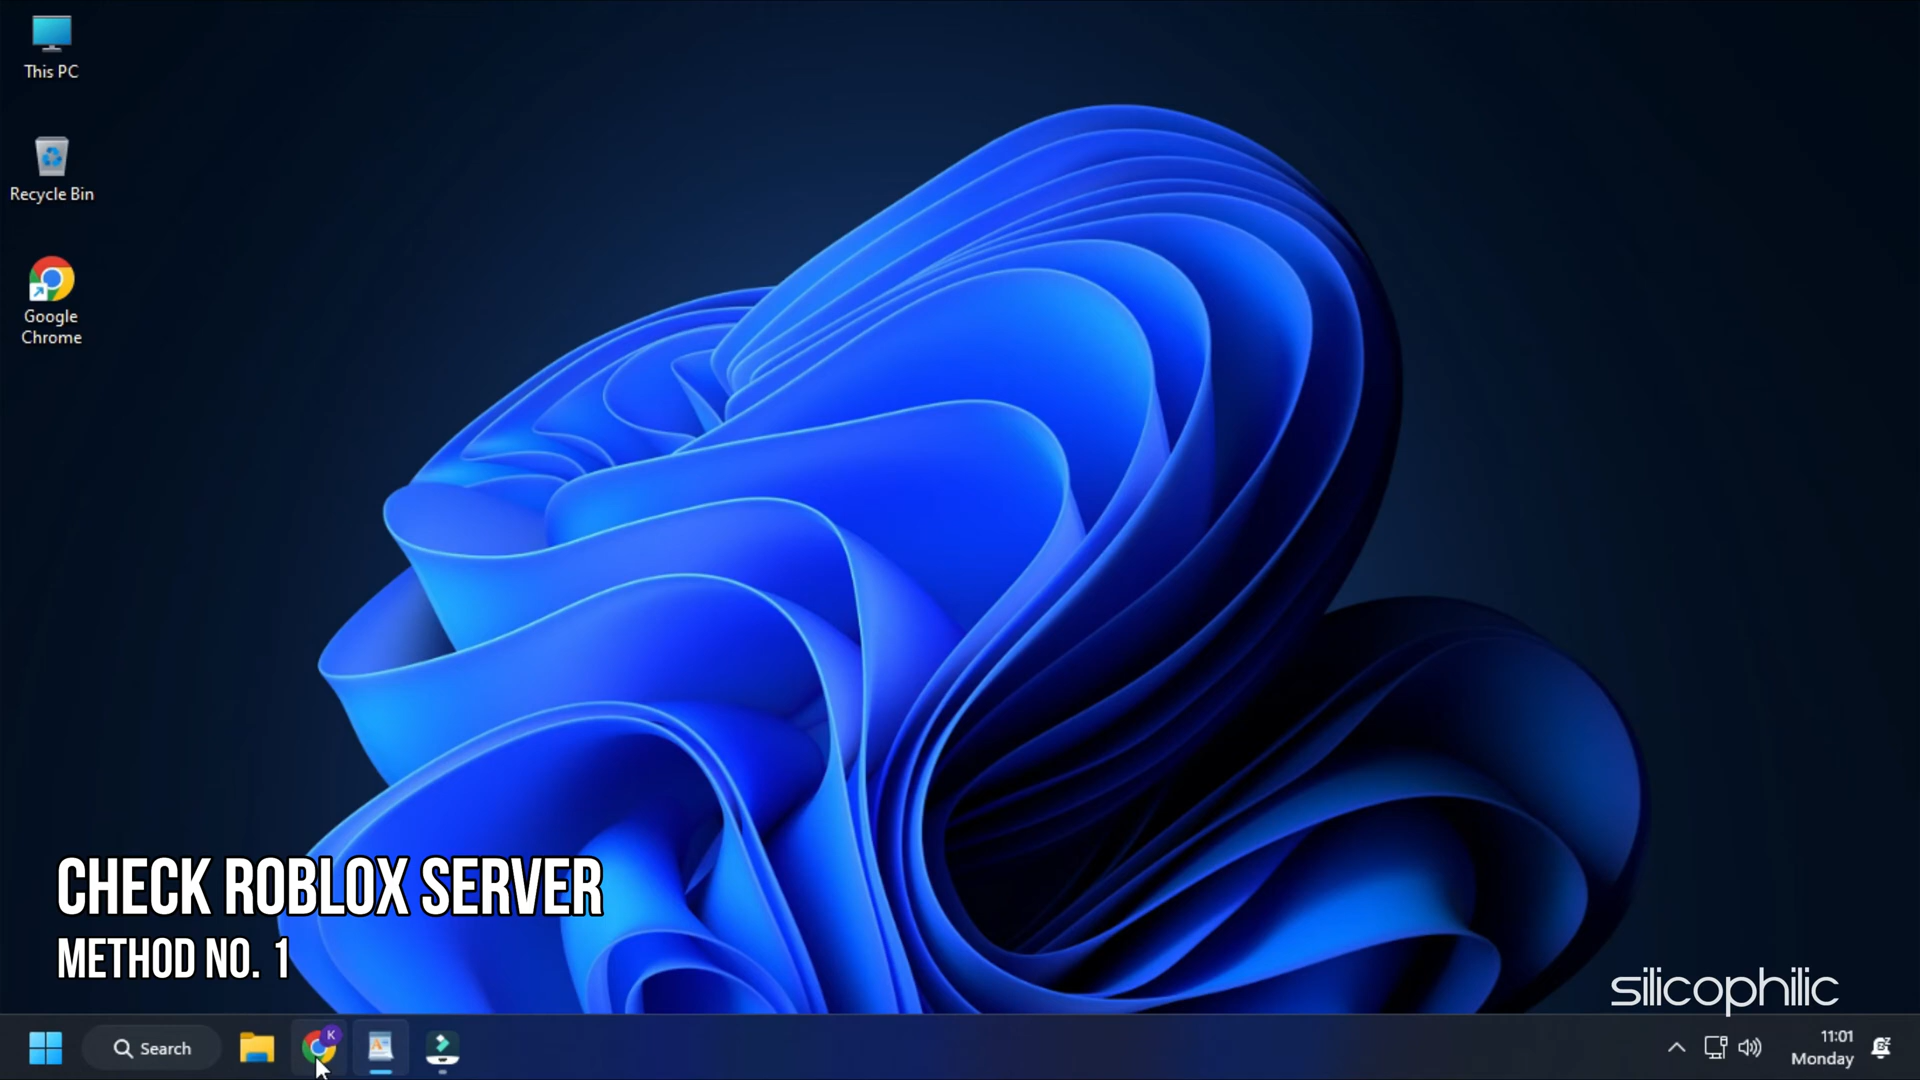 This PC
Recycle Bin
Google
Chrome
CHECK ROBLOX SERVER
METHOD NO. 1
silicophilic
Search
K
A
11:01
Monday